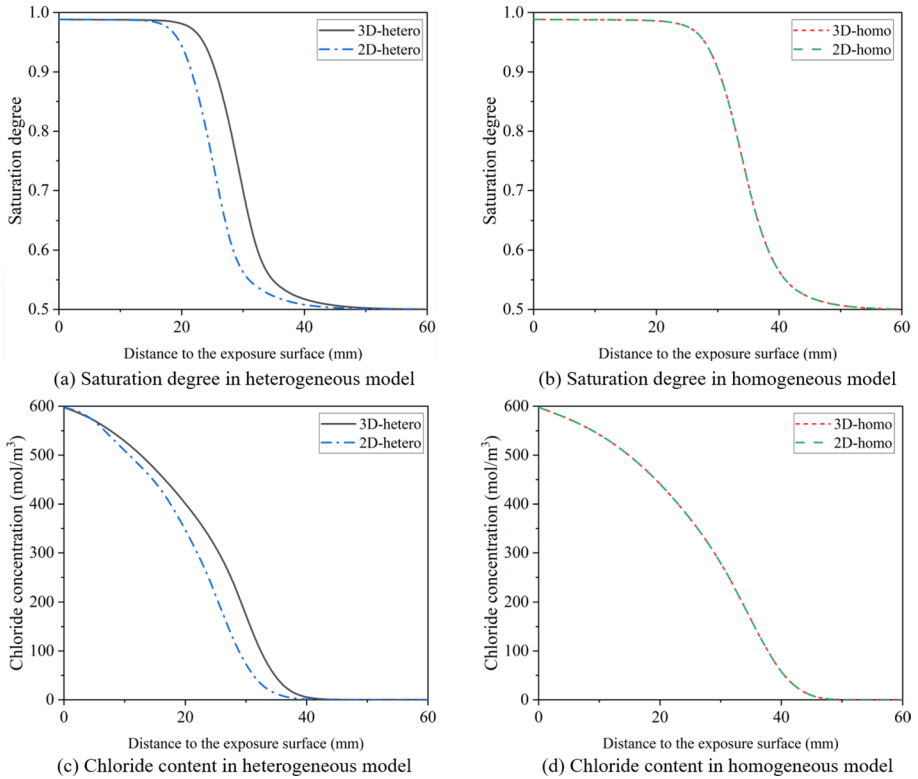 1.0
0.9
0.8
0.7
0.6
0.5
Saturation degree
3D-hetero
2D-hetero
0 20 40 60
Distance to the exposure surface (mm)
(a) Saturation degree in heterogeneous model
1.0
0.9
0.8
0.7
0.6
0.5
Saturation degree
3D-homo
2D-homo
0 20 40 60
Distance to the exposure surface (mm)
(b) Saturation degree in homogeneous model
600
500
400
300
200
100
0
Chloride concentration (mol/m³)
3D-hetero
2D-hetero
0 20 40 60
Distance to the exposure surface (mm)
(c) Chloride content in heterogeneous model
600
500
400
300
200
100
0
Chloride concentration (mol/m³)
3D-homo
2D-homo
0 20 40 60
Distance to the exposure surface (mm)
(d) Chloride content in homogeneous model